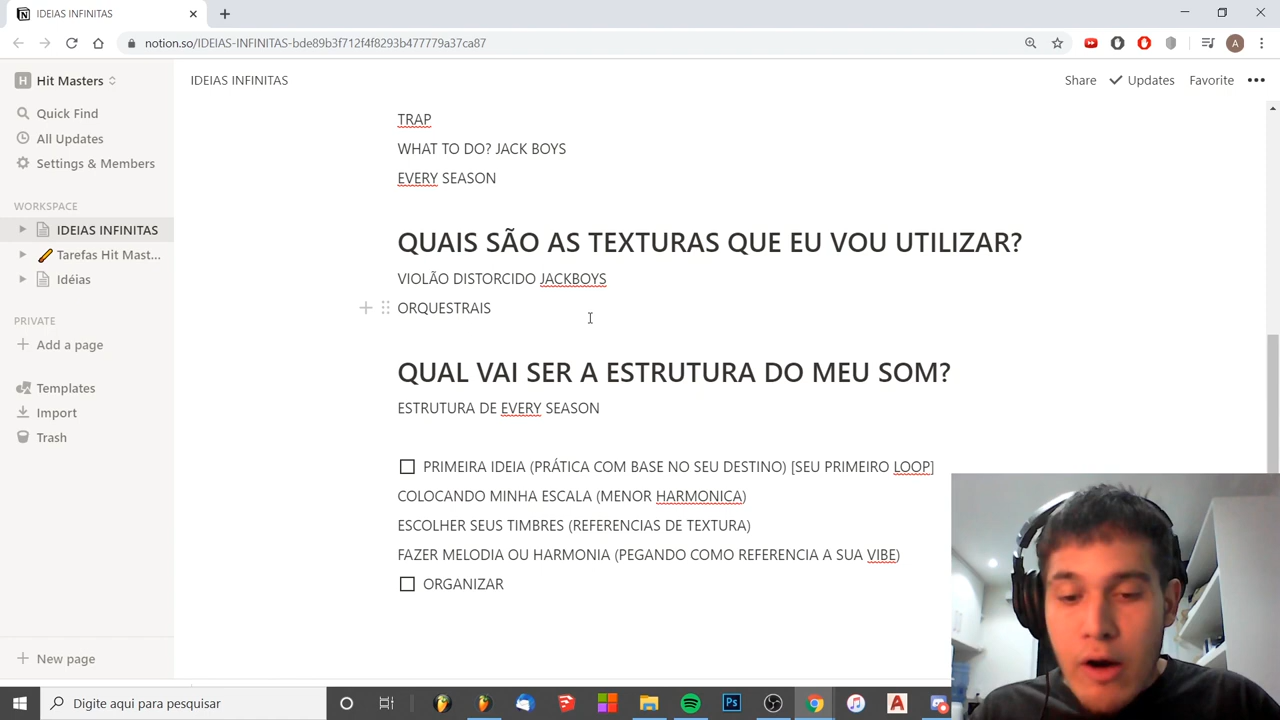 IDEIAS INFINITAS
notion.so/IDEIAS-INFINITAS-bde89b3f712f4f8293b477779a37ca87
A
H Hit Masters
IDEIAS INFINITAS
Share
Updates
Favorite
Quick Find
All Updates
Settings & Members
WORKSPACE
IDEIAS INFINITAS
Tarefas Hit Mast...
Idéias
PRIVATE
Add a page
Templates
Import
Trash
New page
TRAP
WHAT TO DO? JACK BOYS
EVERY SEASON
QUAIS SÃO AS TEXTURAS QUE EU VOU UTILIZAR?
VIOLÃO DISTORCIDO JACKBOYS
ORQUESTRAIS
QUAL VAI SER A ESTRUTURA DO MEU SOM?
ESTRUTURA DE EVERY SEASON
PRIMEIRA IDEIA (PRÁTICA COM BASE NO SEU DESTINO) [SEU PRIMEIRO LOOP]
COLOCANDO MINHA ESCALA (MENOR HARMONICA)
ESCOLHER SEUS TIMBRES (REFERENCIAS DE TEXTURA)
FAZER MELODIA OU HARMONIA (PEGANDO COMO REFERENCIA A SUA VIBE)
ORGANIZAR
Digite aqui para pesquisar
Ps
A